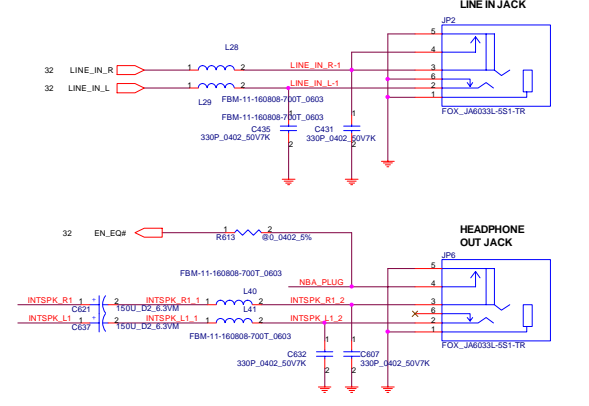 LINE IN JACK
JP2
5
L28
4
32 LINE_IN_R 1 2 LINE_IN_R-1 3
6
32 LINE_IN_L 1 2 LINE_IN_L-1 2
L29 FBM-11-160808-700T_0603 1
FOX_JA6033L-5S1-TR
FBM-11-160808-700T_0603
1 1
C435 C431
330P_0402_50V7K 330P_0402_50V7K
2 2
HEADPHONE
OUT JACK
32 EN_EQ# 1 2
R613 @0_0402_5%
JP6
5
FBM-11-160808-700T_0603
NBA_PLUG 4
L40
INTSPK_R1 1 + 2 INTSPK_R1_1 1 2 INTSPK_R1_2 3
C621 150U_D2_6.3VM L41 6
INTSPK_L1 1 + 2 INTSPK_L1_1 1 2 INTSPK_L1_2 2
C637 150U_D2_6.3VM 1
FBM-11-160808-700T_0603
FOX_JA6033L-5S1-TR
1 1
C632 C607
330P_0402_50V7K 330P_0402_50V7K
2 2